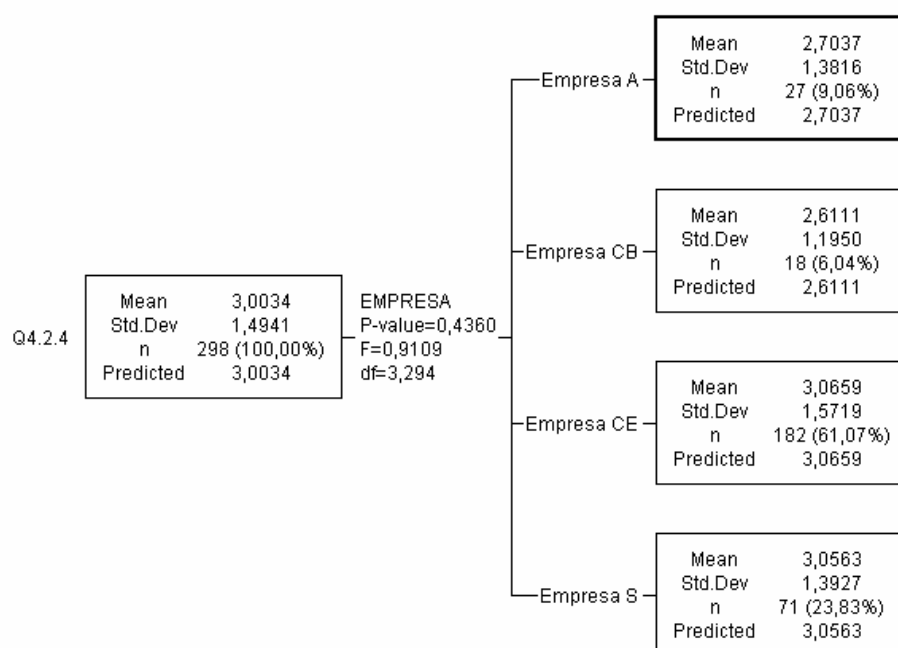 Q4.2.4
Mean 3,0034
Std.Dev 1,4941
n 298 (100,00%)
Predicted 3,0034
EMPRESA
P-value=0,4360
F=0,9109
df=3,294
Empresa A
Mean 2,7037
Std.Dev 1,3816
n 27 (9,06%)
Predicted 2,7037
Empresa CB
Mean 2,6111
Std.Dev 1,1950
n 18 (6,04%)
Predicted 2,6111
Empresa CE
Mean 3,0659
Std.Dev 1,5719
n 182 (61,07%)
Predicted 3,0659
Empresa S
Mean 3,0563
Std.Dev 1,3927
n 71 (23,83%)
Predicted 3,0563